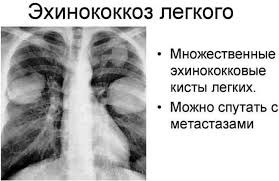 Эхинококкоз легкого
• Множественные
эхинококковые
кисты легких.
• Можно спутать с
метастазами